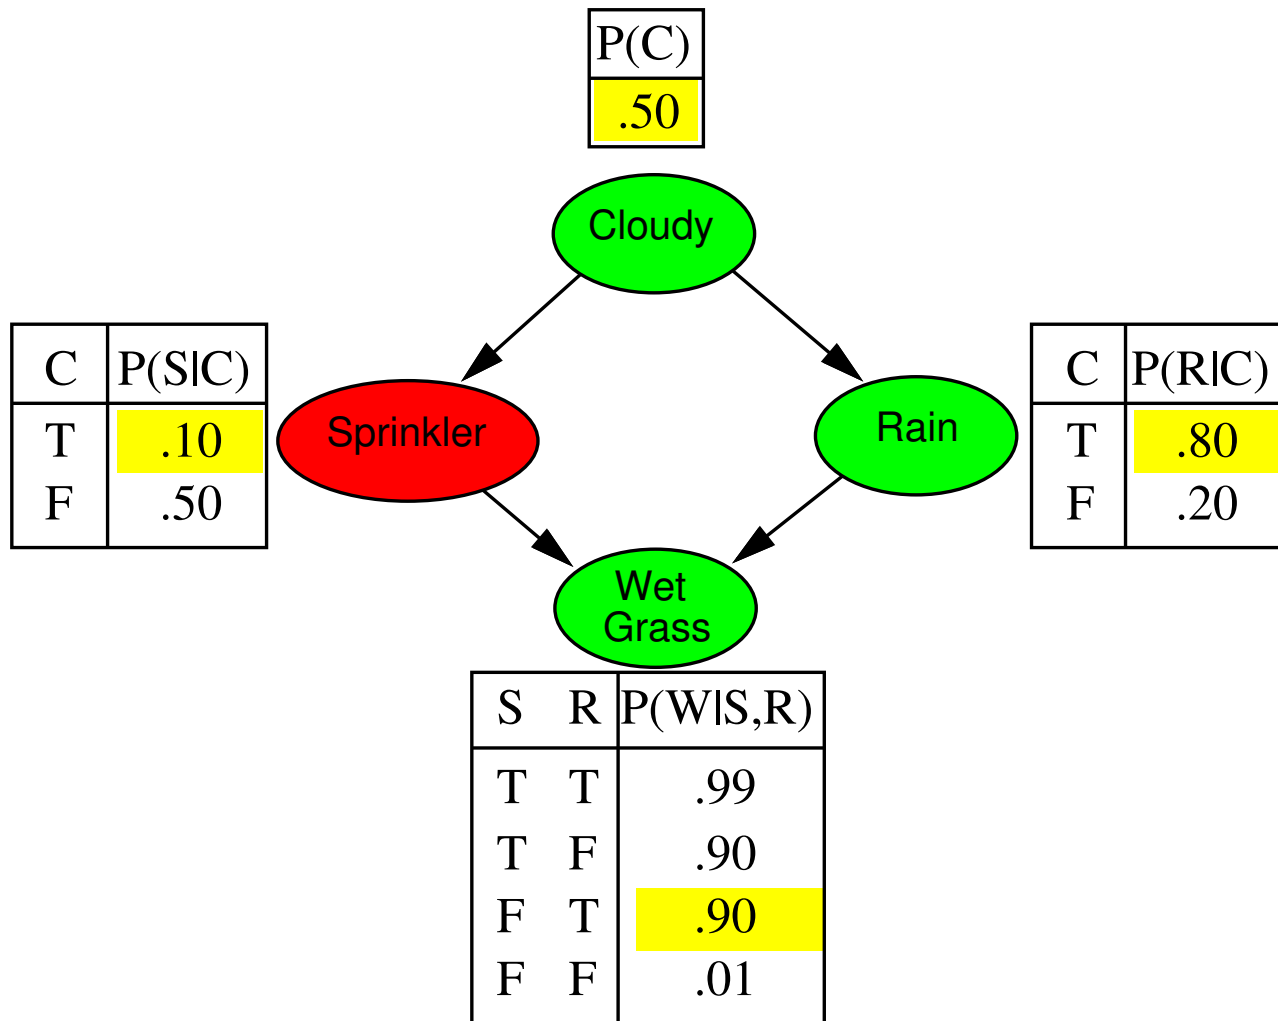 P(C)
.50
Cloudy
C P(S|C)
T .10
F .50
Sprinkler
Rain
C P(R|C)
T .80
F .20
Wet
Grass
S R P(W|S,R)
T T .99
T F .90
F T .90
F F .01